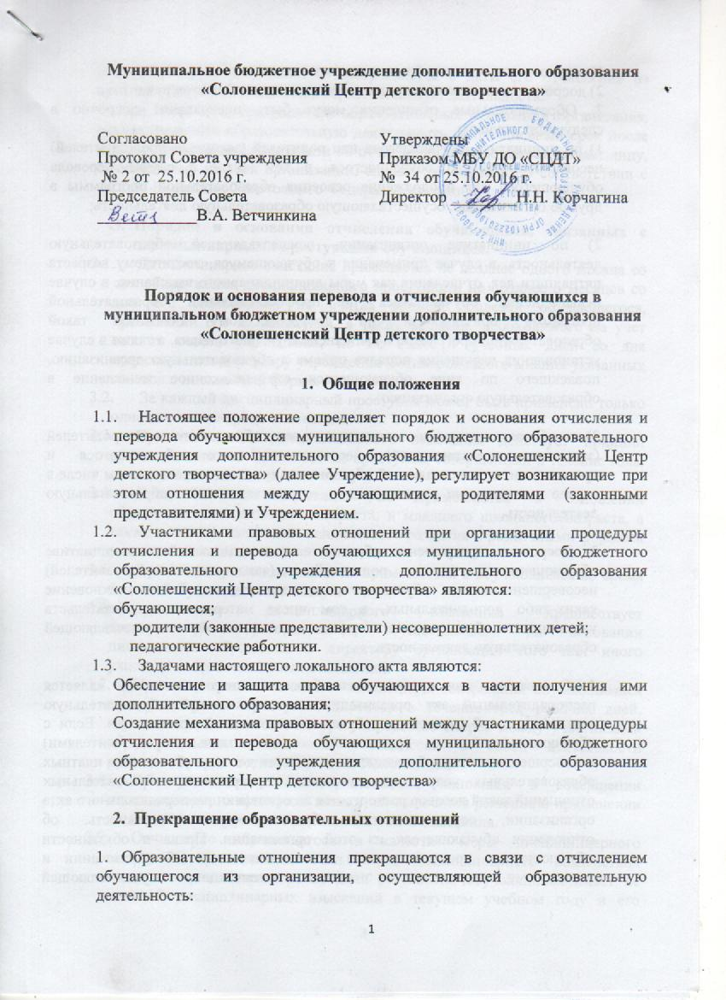 Муниципальное бюджетное учреждение дополнительного образования
«Солонешенский Центр детского творчества»
Согласовано
Протокол Совета учреждения
№ 2 от 25.10.2016 г.
Председатель Совета
В.А. Ветчинкина
Утверждены
Приказом МБУ ДО «СЦДТ»
№ 34 от 25.10.2016 г.
Директор Н.Н. Корчагина
Порядок и основания перевода и отчисления обучающихся в
муниципальном бюджетном учреждении дополнительного образования
«Солонешенский Центр детского творчества»
1. Общие положения
1.1. Настоящее положение определяет порядок и основания отчисления и
перевода обучающихся муниципального бюджетного образовательного
учреждения дополнительного образования «Солонешенский Центр
детского творчества» (далее Учреждение), регулирует возникающие при
этом отношения между обучающимися, родителями (законными
представителями) и Учреждением.
1.2. Участниками правовых отношений при организации процедуры
отчисления и перевода обучающихся муниципального бюджетного
образовательного учреждения дополнительного образования
«Солонешенский Центр детского творчества» являются:
обучающиеся;
родители (законные представители) несовершеннолетних детей;
педагогические работники.
1.3. Задачами настоящего локального акта являются:
Обеспечение и защита права обучающихся в части получения ими
дополнительного образования;
Создание механизма правовых отношений между участниками процедуры
отчисления и перевода обучающихся муниципального бюджетного
образовательного учреждения дополнительного образования
«Солонешенский Центр детского творчества»
2. Прекращение образовательных отношений
1. Образовательные отношения прекращаются в связи с отчислением
обучающегося из организации, осуществляющей образовательную
деятельность:
1